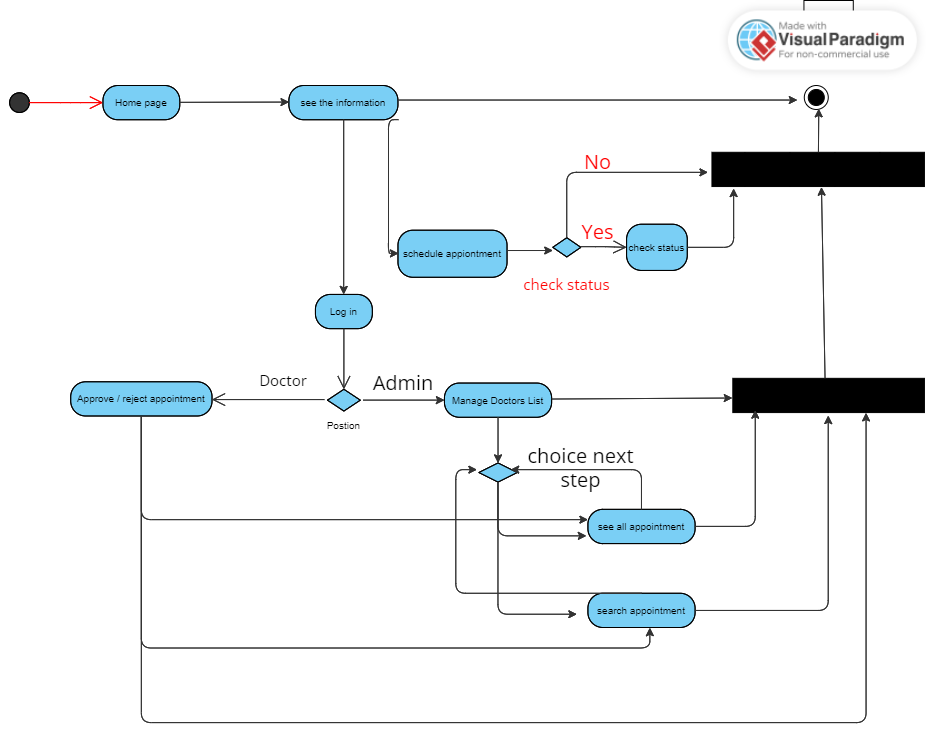 Made with
Visual Paradigm
For non-commercial use
Home page
see the information
No
Yes
schedule appiontment
check status
check status
Log in
Doctor
Admin
Approve / reject appointment
Manage Doctors List
Postion
choice next
step
see all appointment
search appointment